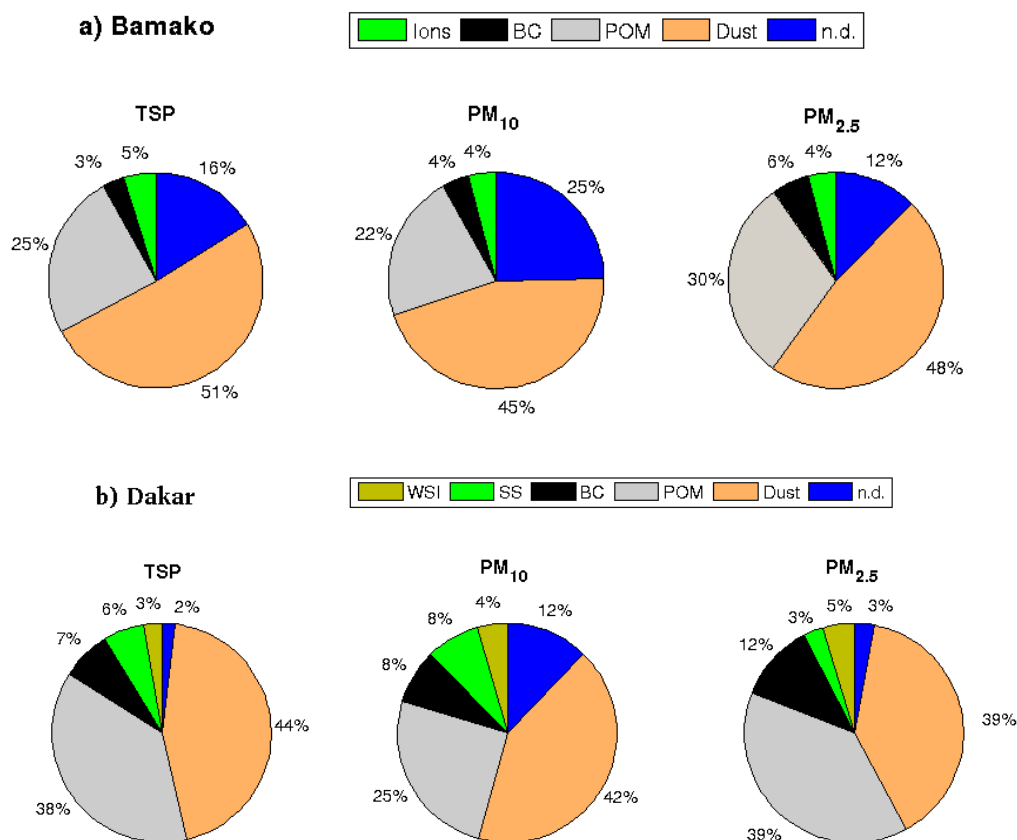 a) Bamako
Ions BC POM Dust n.d.
TSP
PM10
PM2.5
3% 5% 16%
25%
51%
4% 4% 25%
22%
45%
6% 4% 12%
30%
48%
b) Dakar
WSI SS BC POM Dust n.d.
TSP
PM10
PM2.5
6% 3% 2%
7%
44%
38%
8% 4% 12%
8%
25%
42%
3% 5% 3%
12%
39%
39%